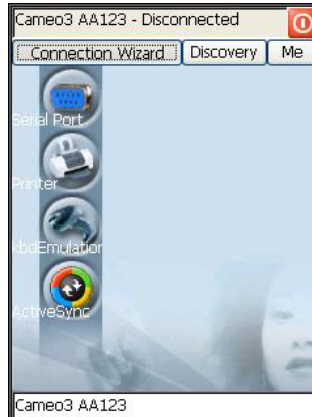 Cameo3 AA123 - Disconnected
Connection Wizard Discovery Me
Serial Port
Printer
kbdEmulation
ActiveSync
Cameo3 AA123